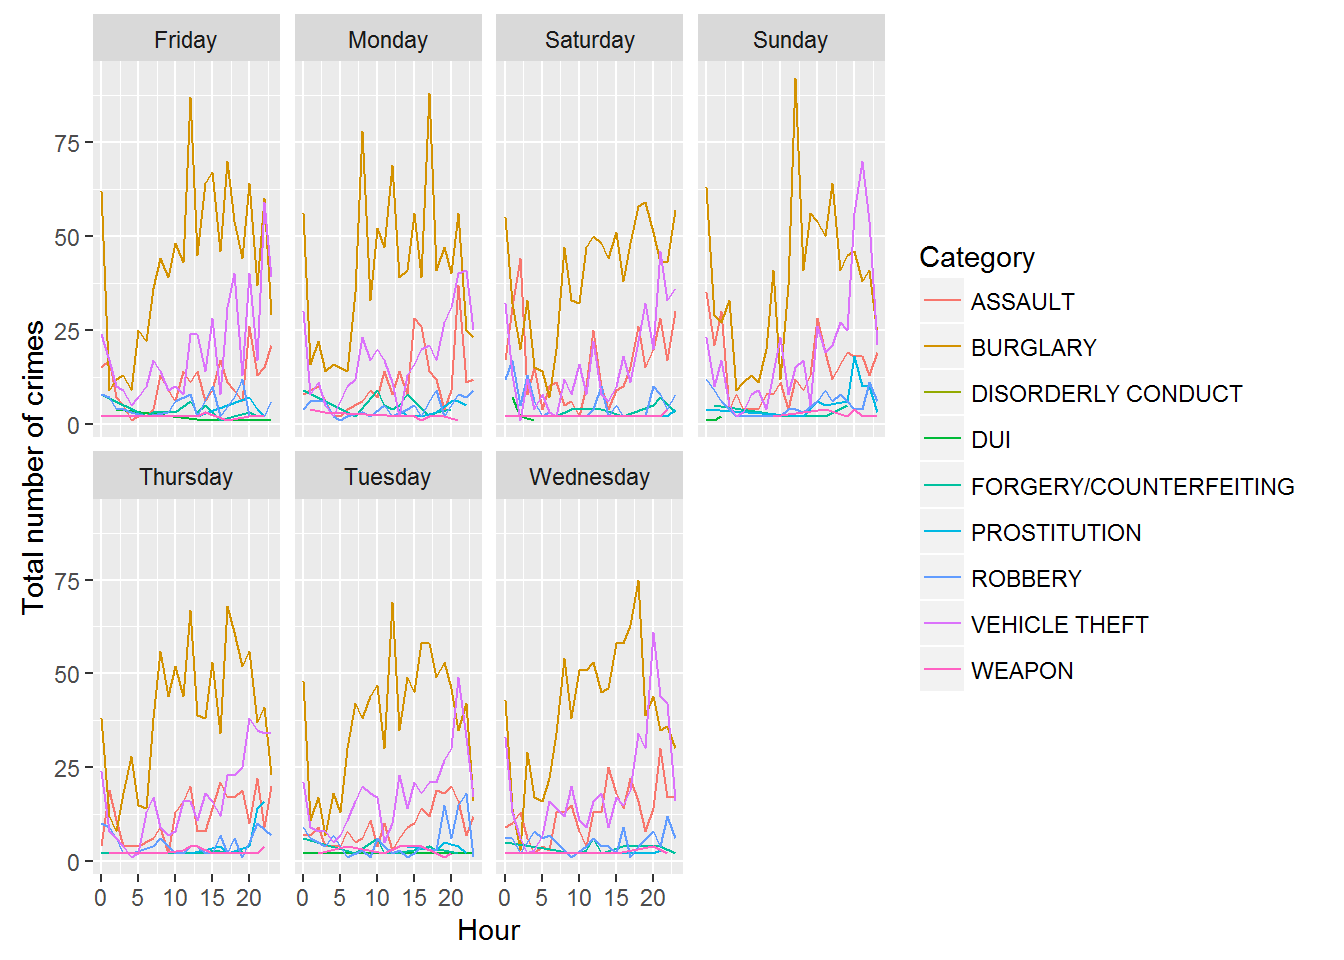 Friday
Monday
Saturday
Sunday
75
50
25
0
Thursday
Tuesday
Wednesday
75
50
25
0
0 5 10 15 20
0 5 10 15 20
0 5 10 15 20
Hour
Total number of crimes
Category
ASSAULT
BURGLARY
DISORDERLY CONDUCT
DUI
FORGERY/COUNTERFEITING
PROSTITUTION
ROBBERY
VEHICLE THEFT
WEAPON